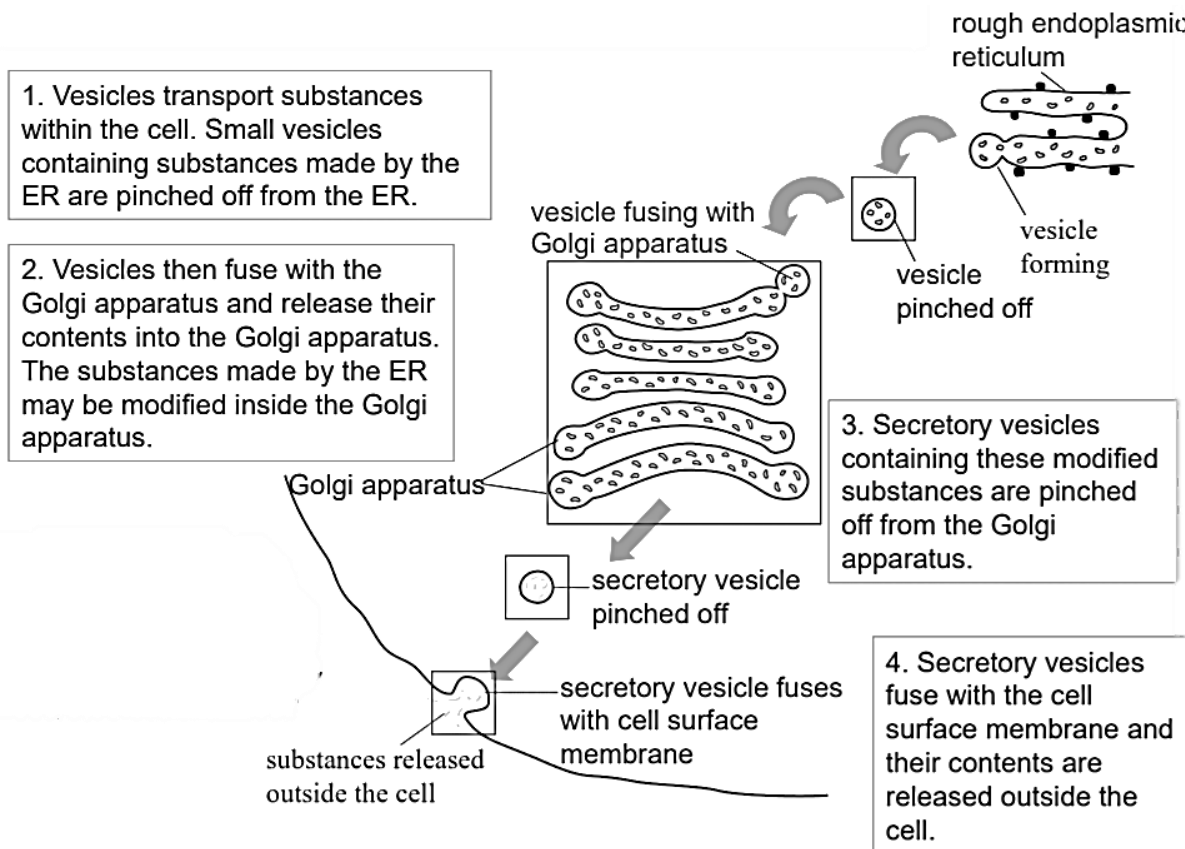 rough endoplasmic
reticulum
1. Vesicles transport substances
within the cell. Small vesicles
containing substances made by the
ER are pinched off from the ER.
vesicle fusing with
Golgi apparatus
vesicle
forming
vesicle
pinched off
2. Vesicles then fuse with the
Golgi apparatus and release their
contents into the Golgi apparatus.
The substances made by the ER
may be modified inside the Golgi
apparatus.
3. Secretory vesicles
containing these modified
substances are pinched
off from the Golgi
apparatus.
Golgi apparatus
secretory vesicle
pinched off
secretory vesicle fuses
with cell surface
membrane
substances released
outside the cell
4. Secretory vesicles
fuse with the cell
surface membrane and
their contents are
released outside the
cell.